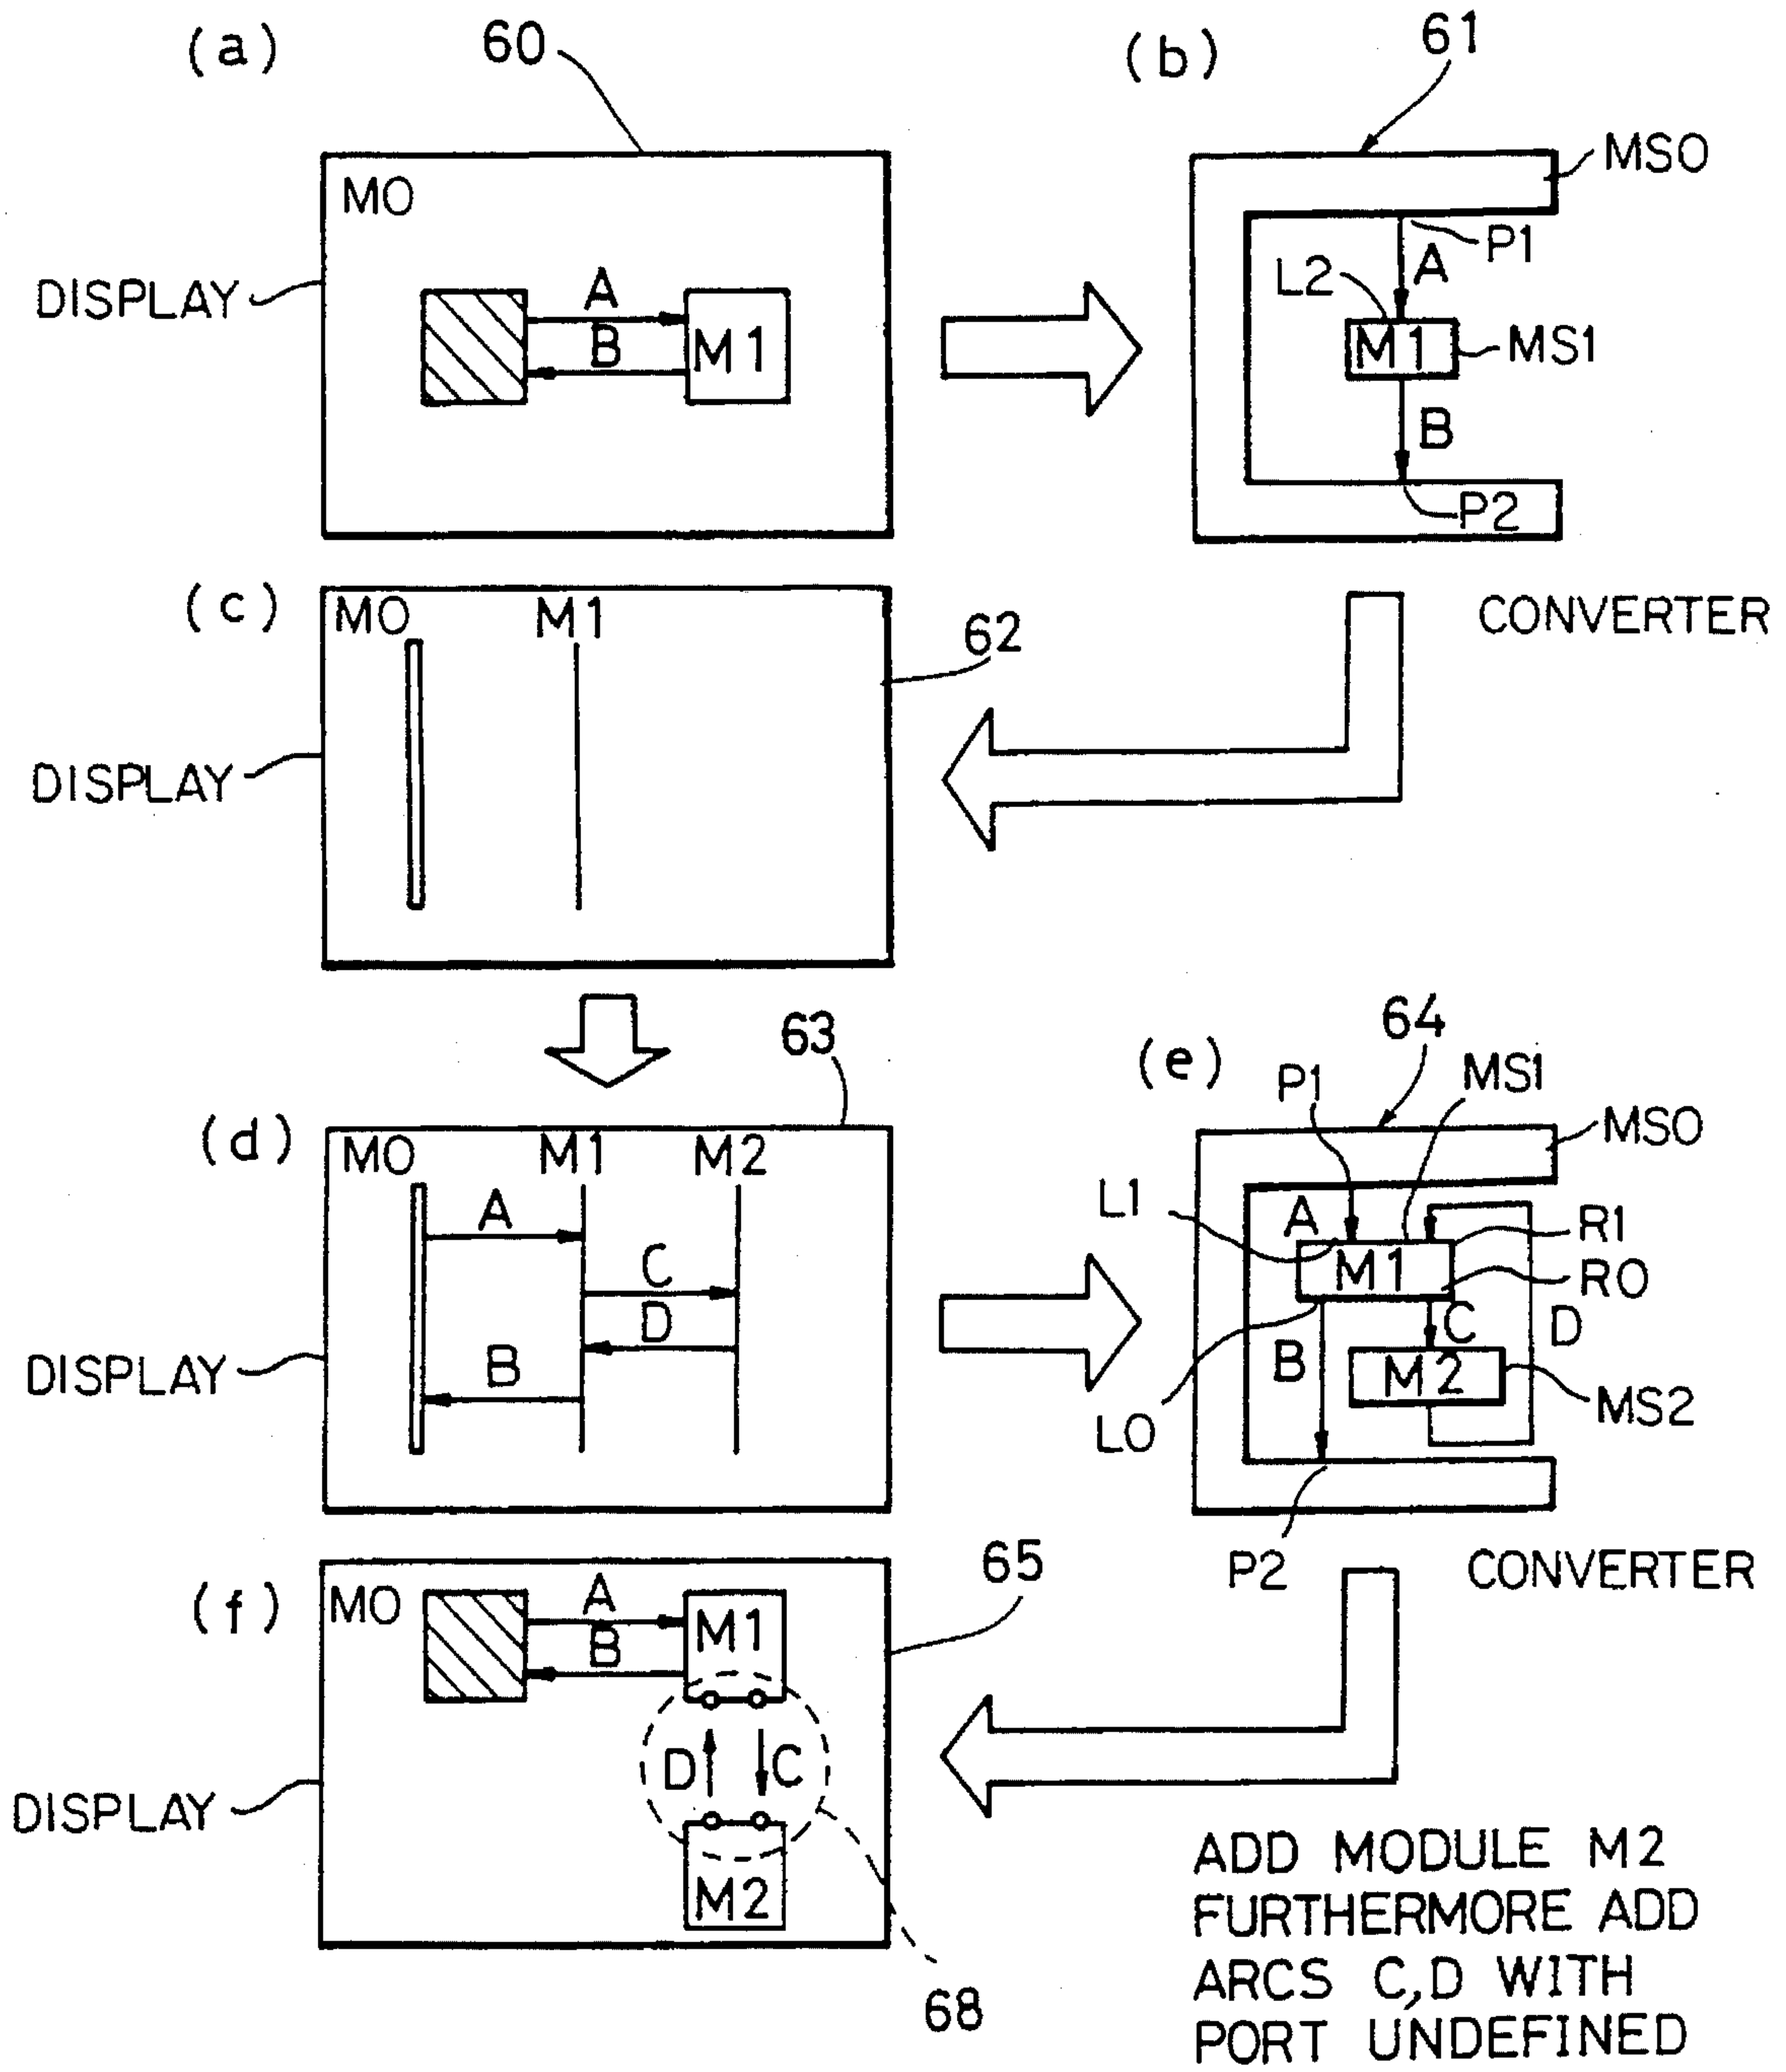 (a)
60
(b)
61
MO
DISPLAY
A
B
M1
MSO
P1
A
L2
M1
MS1
B
P2
(c)
MO
M1
62
DISPLAY
CONVERTER
(d)
63
MO
M1
M2
A
C
D
B
DISPLAY
(e)
64
P1
MS1
MSO
L1
A
R1
M1
RO
C
D
B
M2
MS2
LO
P2
CONVERTER
(f)
65
MO
A
B
M1
D
C
M2
DISPLAY
68
ADD MODULE M2
FURTHERMORE ADD
ARCS C,D WITH
PORT UNDEFINED